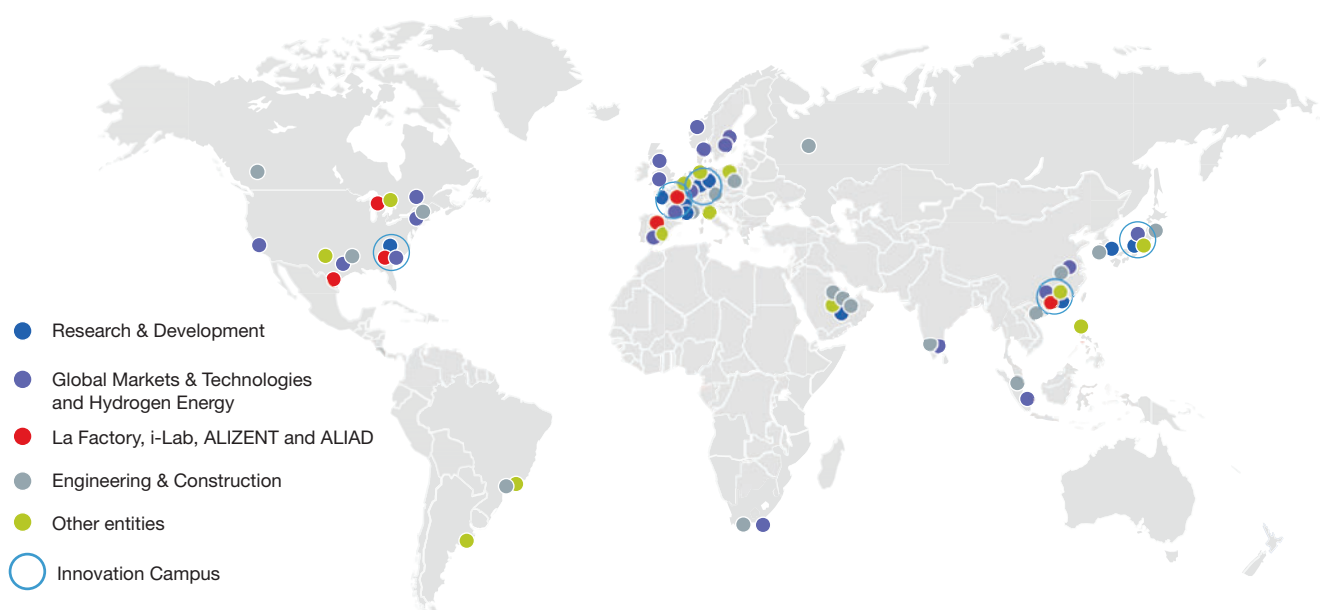 Research & Development
Global Markets & Technologies
and Hydrogen Energy
La Factory, i-Lab, ALIZENT and ALIAD
Engineering & Construction
Other entities
Innovation Campus